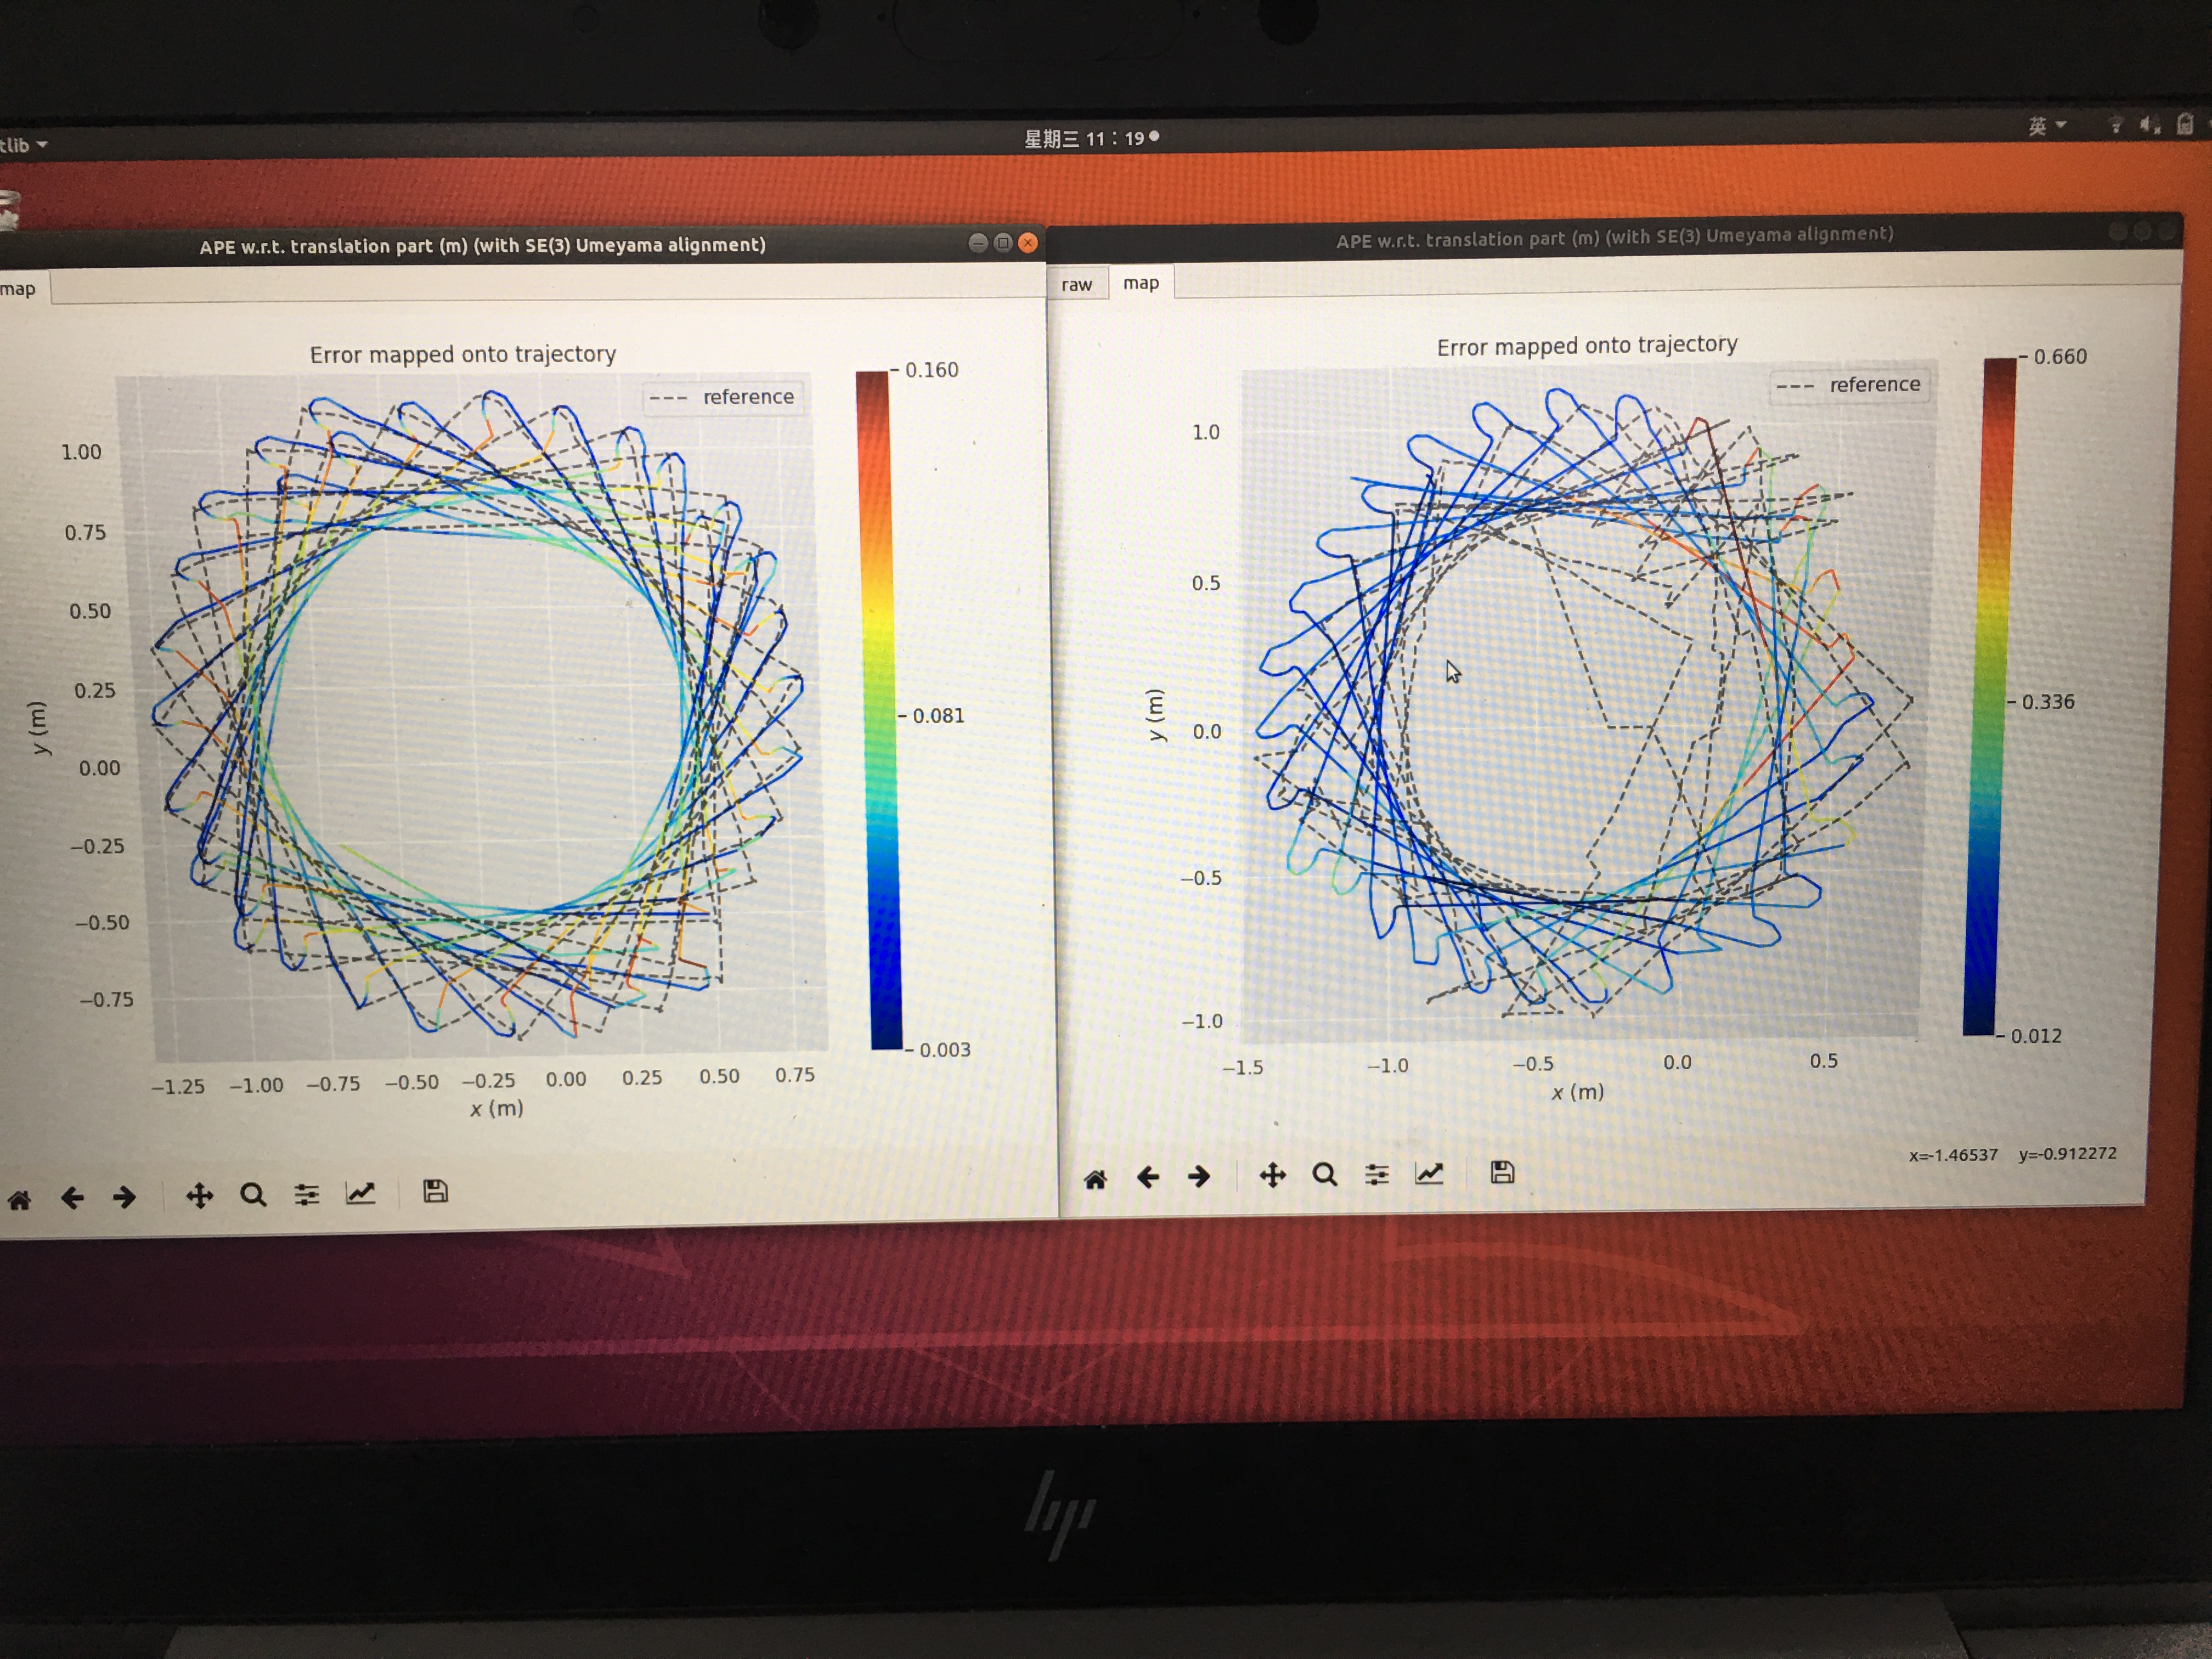 tlib
星期三 11：19
英
APE w.r.t. translation part (m) (with SE(3) Umeyama alignment)
map
Error mapped onto trajectory
reference
1.00
0.75
0.50
0.25
0.00
−0.25
−0.50
−0.75
y (m)
−1.25 −1.00 −0.75 −0.50 −0.25 0.00 0.25 0.50 0.75
x (m)
0.160
0.081
0.003
APE w.r.t. translation part (m) (with SE(3) Umeyama alignment)
raw map
Error mapped onto trajectory
reference
1.0
0.5
0.0
−0.5
−1.0
y (m)
−1.5 −1.0 −0.5 0.0 0.5
x (m)
0.660
0.336
0.012
x=-1.46537 y=-0.912272
hp